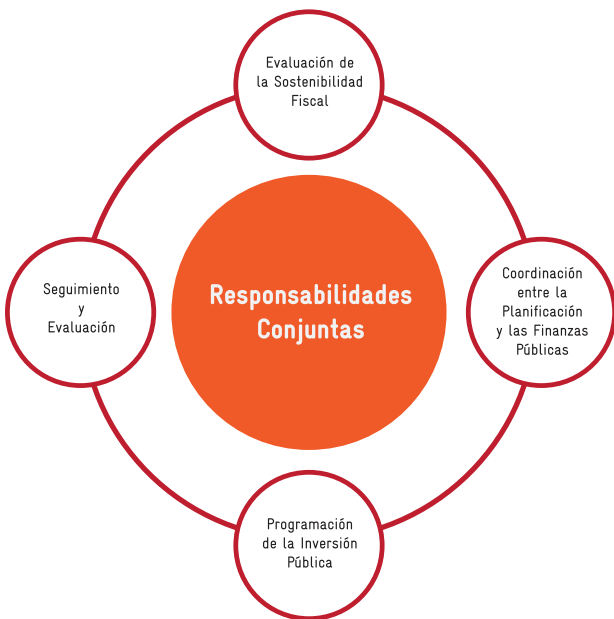 Evaluación de
la Sostenibilidad
Fiscal
Seguimiento
y
Evaluación
Responsabilidades
Conjuntas
Coordinación
entre la
Planificación
y las Finanzas
Públicas
Programación
de la Inversión
Pública